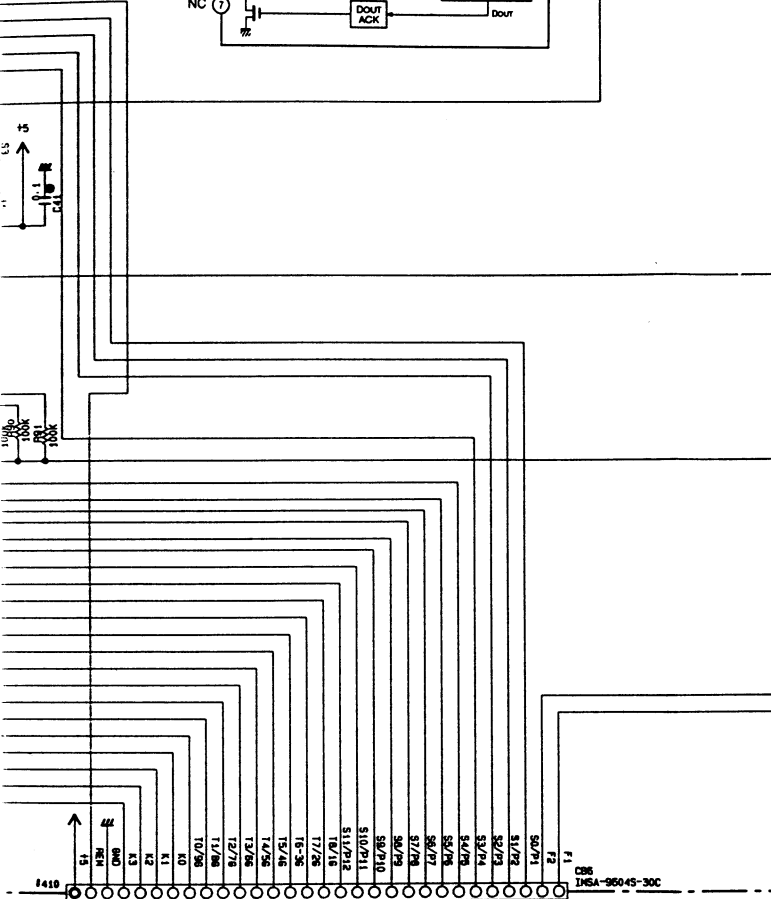 NC 7
DOUT
ACK
DOUT
+5
0.1
C41
100K
R91
100K
+5
REM
GND
K3
K2
K1
K0
T0/9G
T1/8G
T2/7G
T3/6G
T4/5G
T5/4G
T6-3G
T7/2G
T8/1G
S11/P12
S10/P11
S9/P10
S8/P9
S7/P8
S6/P7
S5/P6
S4/P5
S3/P4
S2/P3
S1/P2
S0/P1
F2
F1
#410
CB6
IMSA-9604S-30C